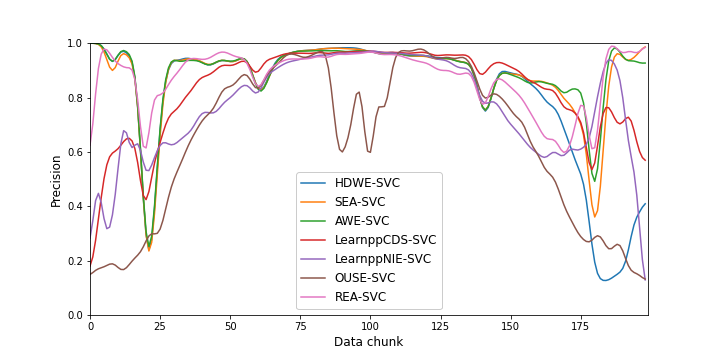 1.0
0.8
0.6
0.4
0.2
0.0
Precision
HDWE-SVC
SEA-SVC
AWE-SVC
LearnppCDS-SVC
LearnppNIE-SVC
OUSE-SVC
REA-SVC
0 25 50 75 100 125 150 175
Data chunk